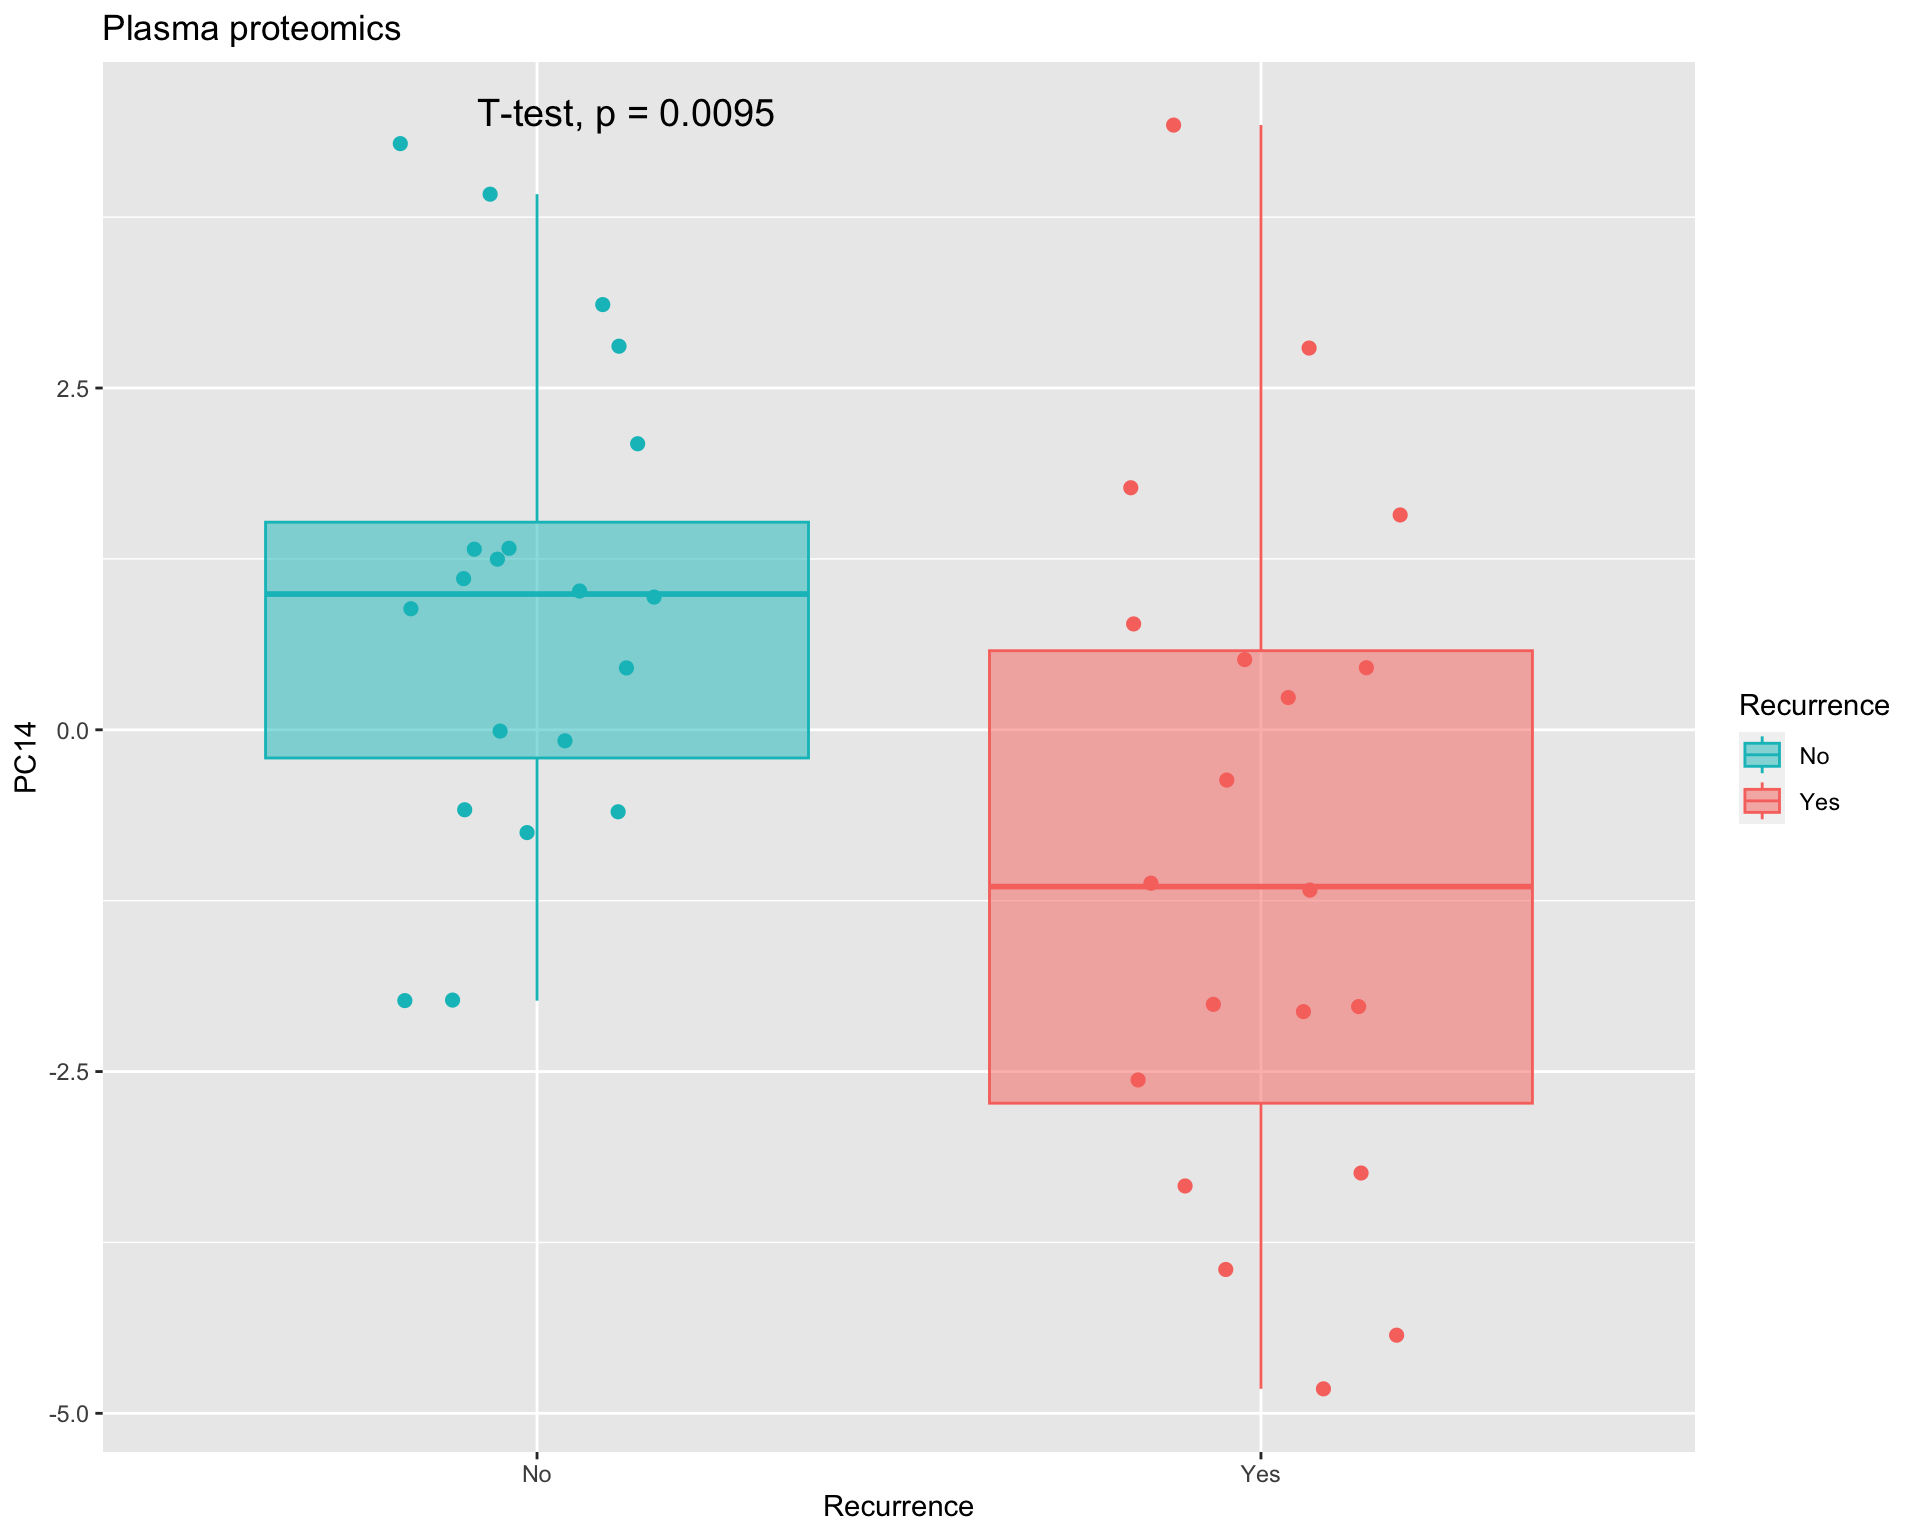 Plasma proteomics
T-test, p = 0.0095
2.5
0.0
-2.5
-5.0
PC14
No
Yes
Recurrence
Recurrence
No
Yes